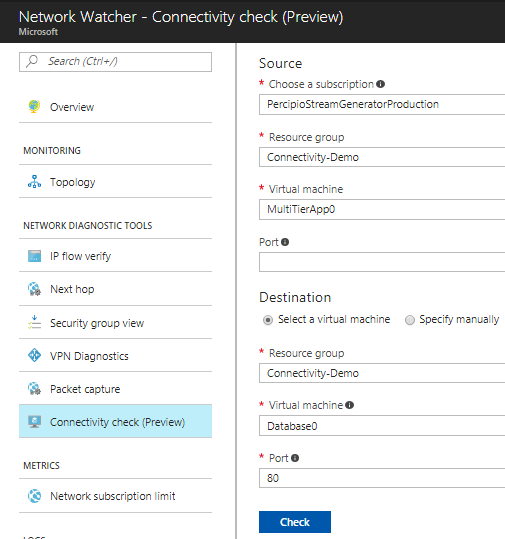 Network Watcher - Connectivity check (Preview)
Microsoft
Search (Ctrl+/)
Overview
MONITORING
Topology
NETWORK DIAGNOSTIC TOOLS
IP flow verify
Next hop
Security group view
VPN Diagnostics
Packet capture
Connectivity check (Preview)
METRICS
Network subscription limit
Source
* Choose a subscription
PercipioStreamGeneratorProduction
* Resource group
Connectivity-Demo
* Virtual machine
MultiTierApp0
Port
Destination
Select a virtual machine
Specify manually
* Resource group
Connectivity-Demo
* Virtual machine
Database0
* Port
80
Check